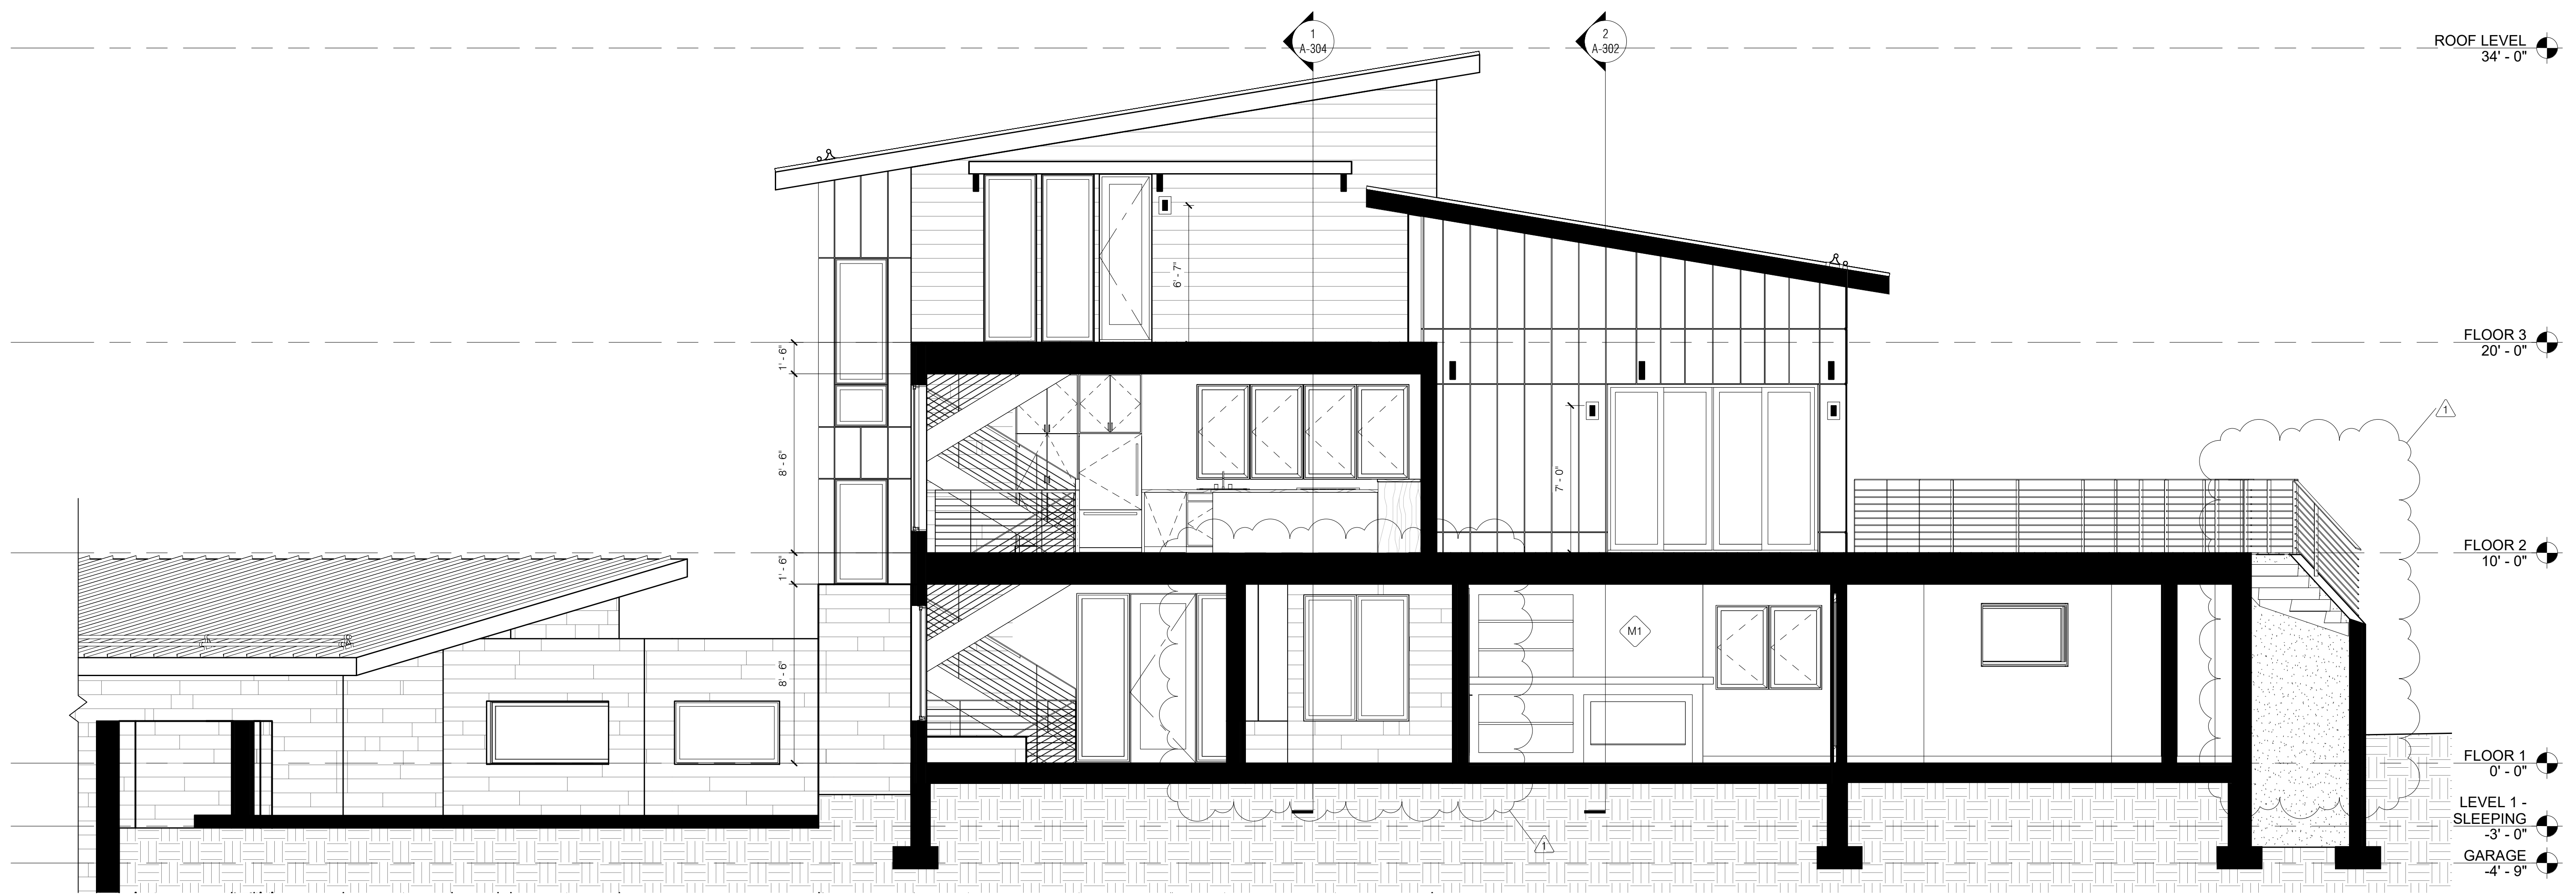 1
A-304
2
A-302
ROOF LEVEL
34' - 0"
6' - 7"
1' - 6"
FLOOR 3
20' - 0"
8' - 6"
7' - 0"
1
1' - 6"
FLOOR 2
10' - 0"
M1
8' - 6"
FLOOR 1
0' - 0"
LEVEL 1 -
SLEEPING
-3' - 0"
1
GARAGE
-4' - 9"